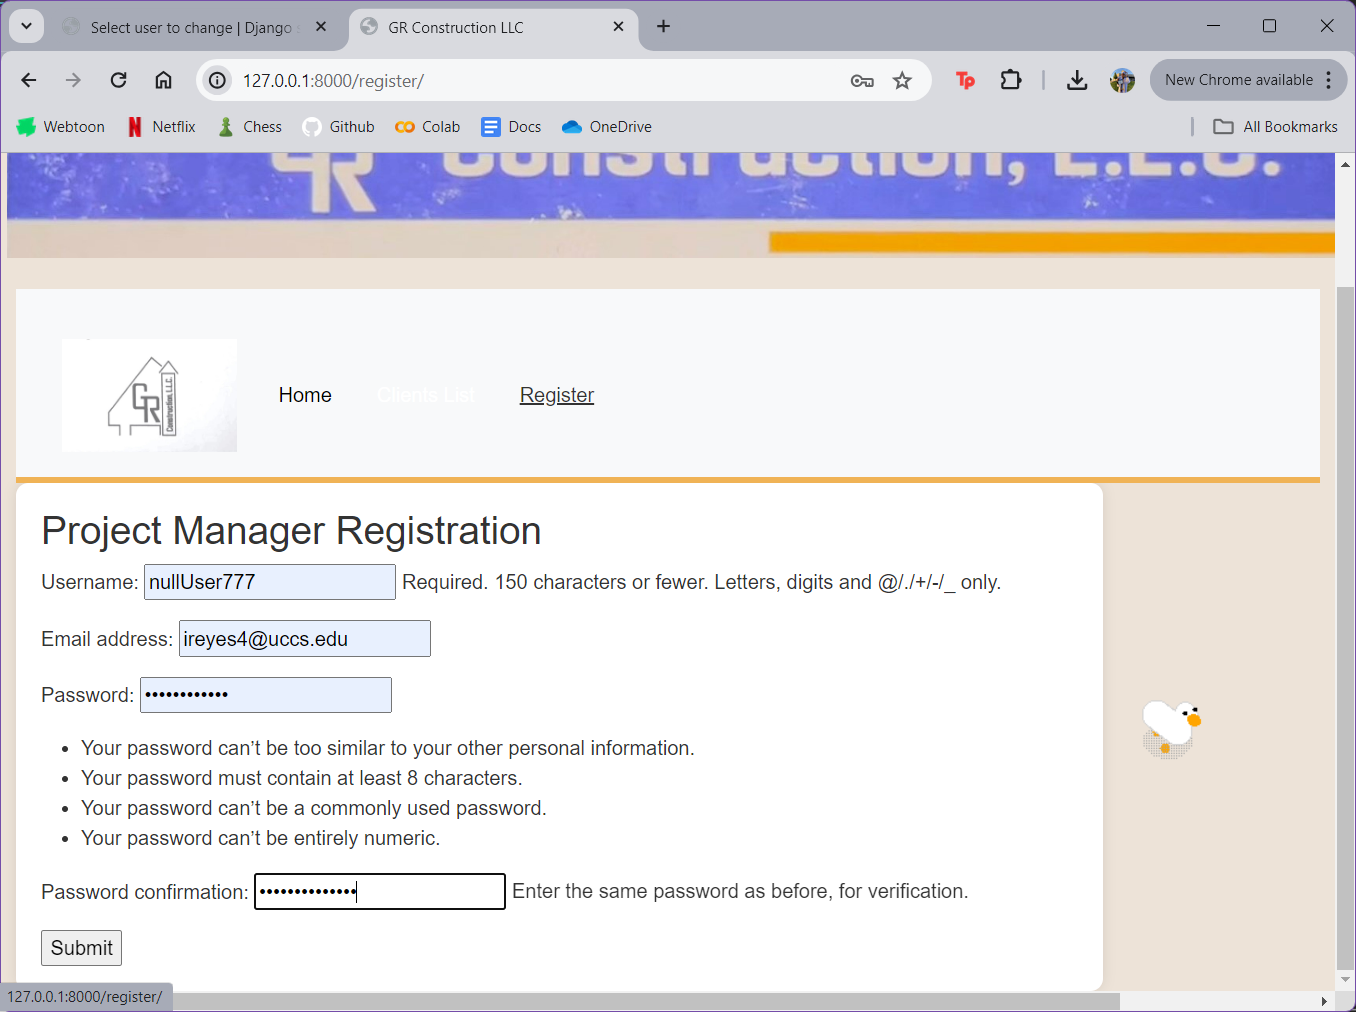 Select user to change | Django s
GR Construction LLC
127.0.0.1:8000/register/
New Chrome available
Webtoon
Netflix
Chess
Github
Colab
Docs
OneDrive
All Bookmarks
GR Construction, L.L.C.
GR
Construction, L.L.C.
Home
Clients List
Register
Project Manager Registration
Username: nullUser777 Required. 150 characters or fewer. Letters, digits and @/./+/-/_ only.
Email address: ireyes4@uccs.edu
Password: ••••••••••••
• Your password can’t be too similar to your other personal information.
• Your password must contain at least 8 characters.
• Your password can’t be a commonly used password.
• Your password can’t be entirely numeric.
Password confirmation: •••••••••••••• Enter the same password as before, for verification.
Submit
127.0.0.1:8000/register/